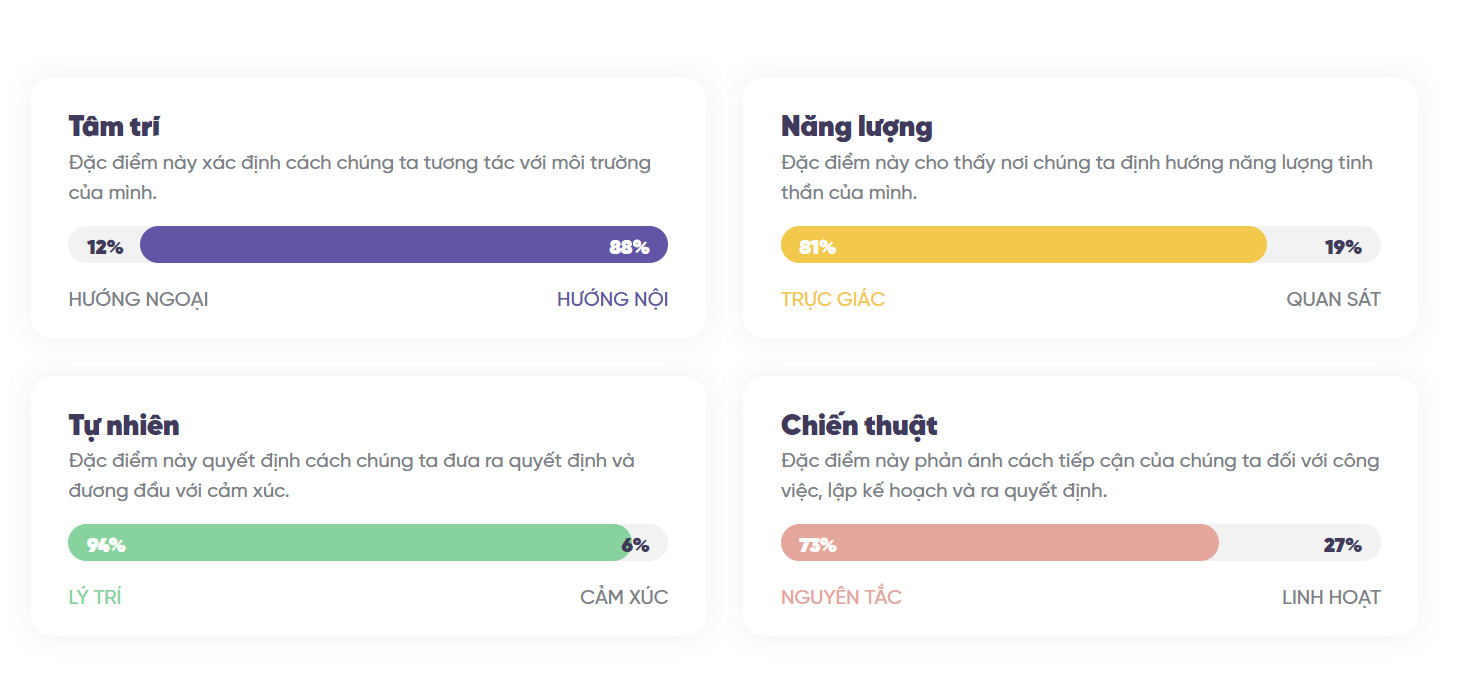 Tâm trí
Đặc điểm này xác định cách chúng ta tương tác với môi trường
của mình.
12% 88%
HƯỚNG NGOẠI HƯỚNG NỘI
Năng lượng
Đặc điểm này cho thấy nơi chúng ta định hướng năng lượng tinh
thần của mình.
81% 19%
TRỰC GIÁC QUAN SÁT
Tự nhiên
Đặc điểm này quyết định cách chúng ta đưa ra quyết định và
đương đầu với cảm xúc.
94% 6%
LÝ TRÍ CẢM XÚC
Chiến thuật
Đặc điểm này phản ánh cách tiếp cận của chúng ta đối với công
việc, lập kế hoạch và ra quyết định.
73% 27%
NGUYÊN TẮC LINH HOẠT